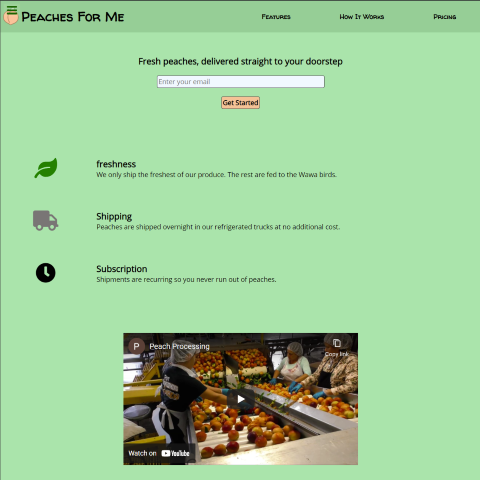 Peaches For Me
Features
How It Works
Pricing
Fresh peaches, delivered straight to your doorstep
Enter your email
Get Started
freshness
We only ship the freshest of our produce. The rest are fed to the Wawa birds.
Shipping
Peaches are shipped overnight in our refrigerated trucks at no additional cost.
Subscription
Shipments are recurring so you never run out of peaches.
P
Peach Processing
Copy link
Watch on YouTube